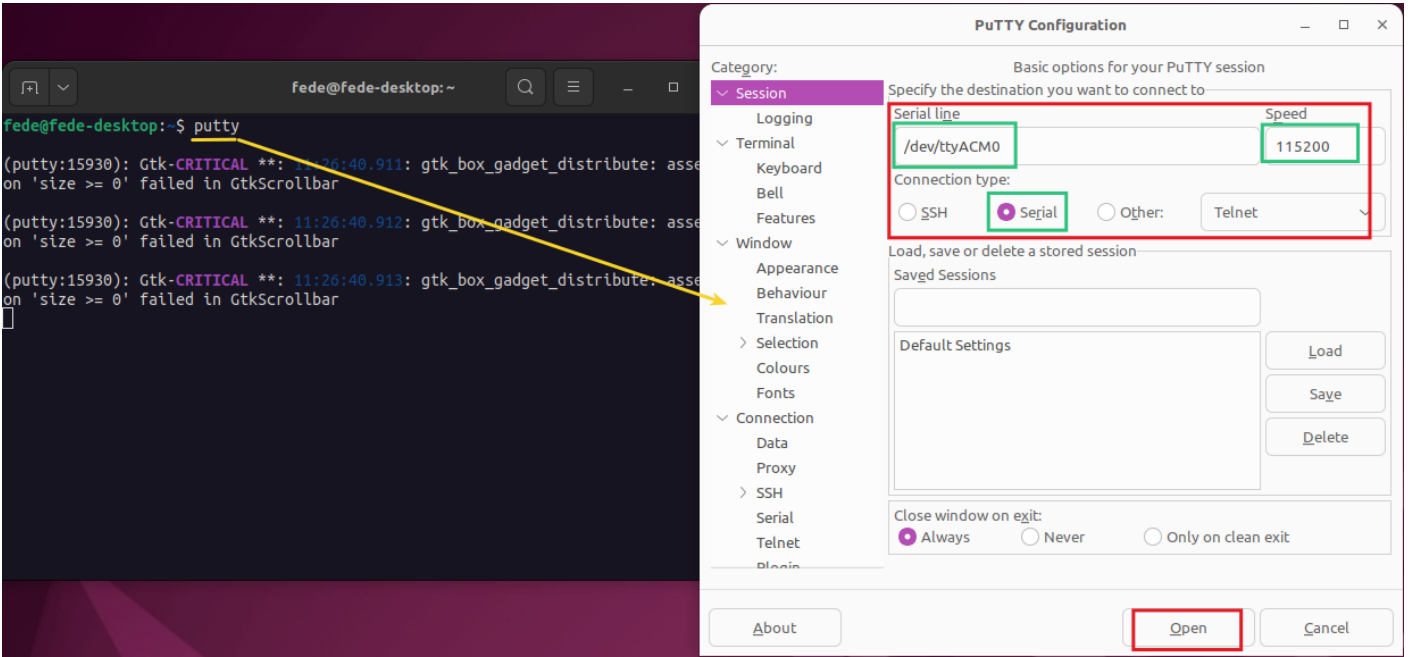 fede@fede-desktop: ~
fede@fede-desktop:~$ putty
(putty:15930): Gtk-CRITICAL **: 11:26:40.911: gtk_box_gadget_distribute: asse
on 'size >= 0' failed in GtkScrollbar
(putty:15930): Gtk-CRITICAL **: 11:26:40.912: gtk_box_gadget_distribute: asse
on 'size >= 0' failed in GtkScrollbar
(putty:15930): Gtk-CRITICAL **: 11:26:40.913: gtk_box_gadget_distribute: asse
on 'size >= 0' failed in GtkScrollbar
PuTTY Configuration
Category:
Session
Logging
Terminal
Keyboard
Bell
Features
Window
Appearance
Behaviour
Translation
Selection
Colours
Fonts
Connection
Data
Proxy
SSH
Serial
Telnet
Plugin
Basic options for your PuTTY session
Specify the destination you want to connect to
Serial line Speed
/dev/ttyACM0 115200
Connection type:
SSH Serial Other: Telnet
Load, save or delete a stored session
Saved Sessions
Default Settings
Load
Save
Delete
Close window on exit:
Always Never Only on clean exit
About Open Cancel